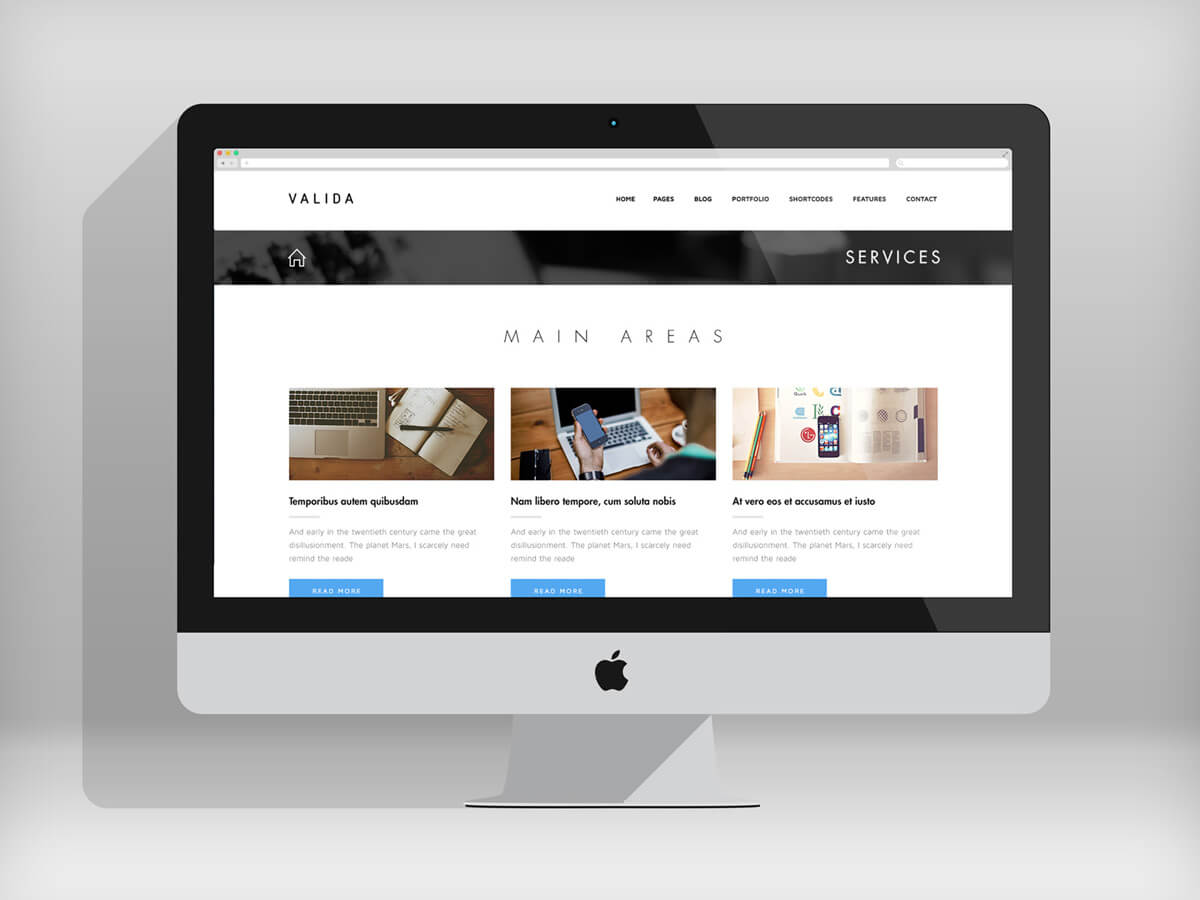 VALIDA
HOME PAGES BLOG PORTFOLIO SHORTCODES FEATURES CONTACT
SERVICES
MAIN AREAS
Temporibus autem quibusdam
And early in the twentieth century came the great
disillusionment. The planet Mars, I scarcely need
remind the reade
READ MORE
Nam libero tempore, cum soluta nobis
And early in the twentieth century came the great
disillusionment. The planet Mars, I scarcely need
remind the reade
READ MORE
At vero eos et accusamus et iusto
And early in the twentieth century came the great
disillusionment. The planet Mars, I scarcely need
remind the reade
READ MORE